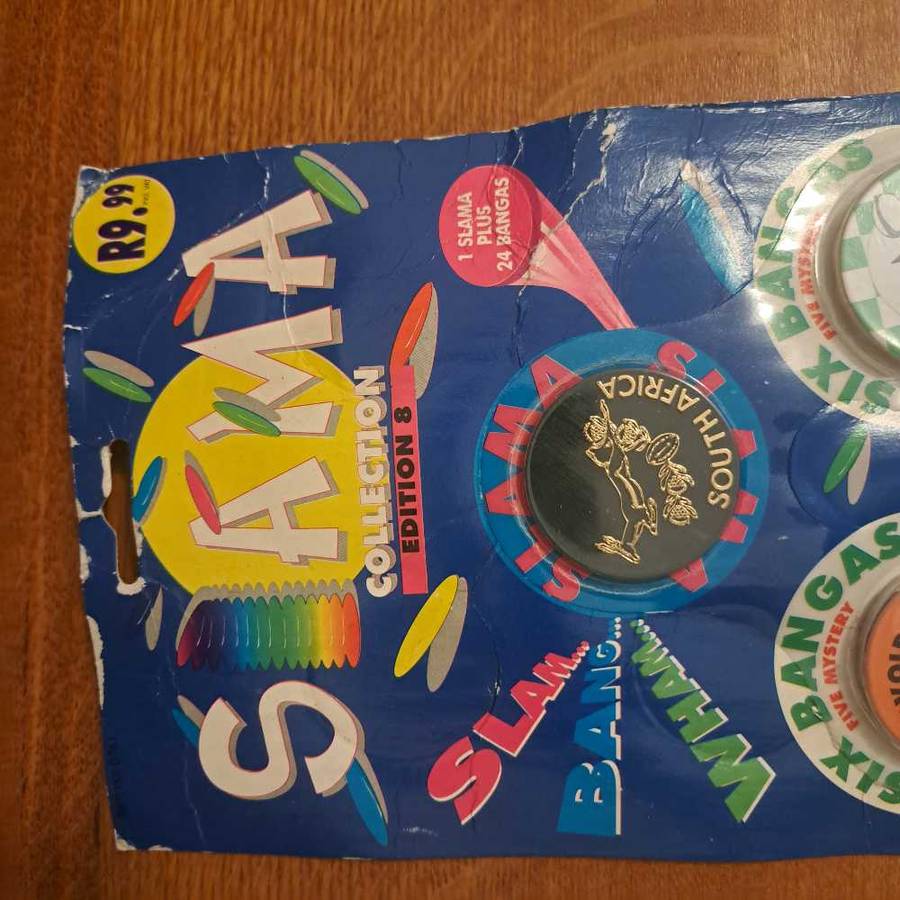 R9.99
SLAMA
COLLECTION
EDITION 8
1 SLAMA
PLUS
24 BANGAS
SLAMA
SLAMA
SOUTH AFRICA
SLAM...
BANG...
WHAM...
SIX BANGAS
FIVE MYSTERY
SIX BANGAS
FIVE MYSTERY